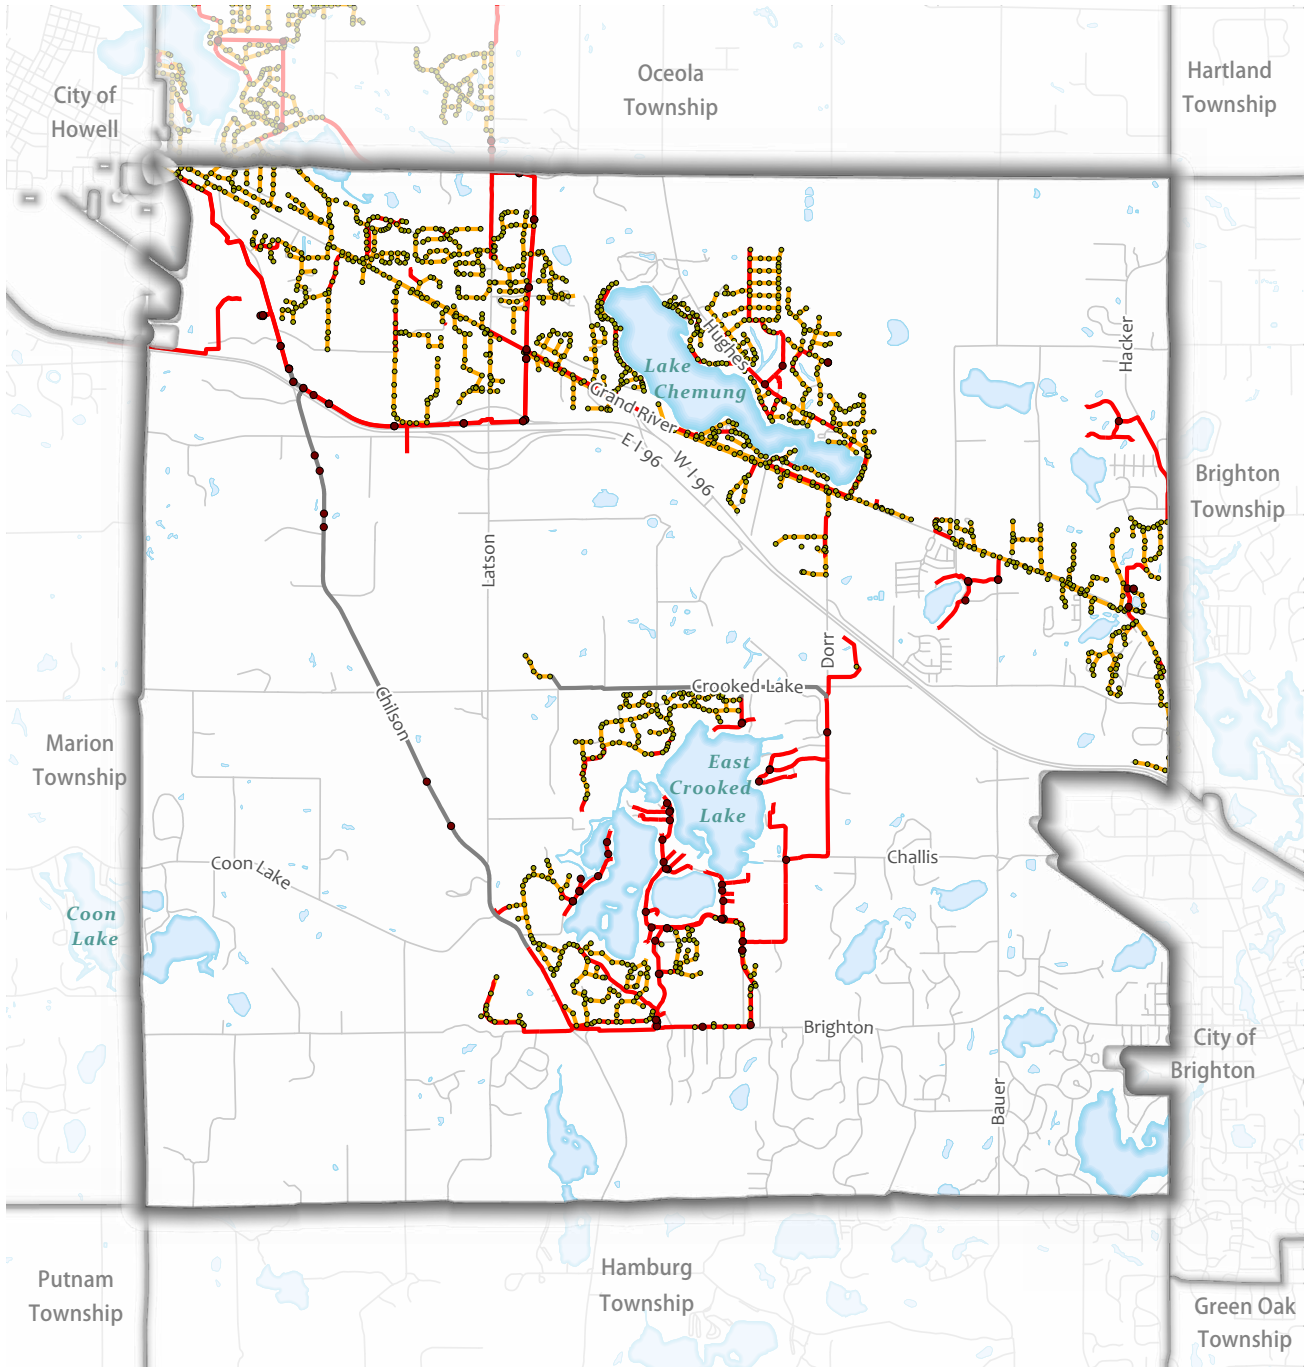 Oceola
Township
Hartland
Township
City of
Howell
Hughes
Hacker
Lake
Chemung
Grand River
E I 96
W I 96
Brighton
Township
Latson
Dorr
Crooked Lake
Chilson
Marion
Township
East
Crooked
Lake
Challis
Coon Lake
Coon
Lake
Brighton
City of
Brighton
Bauer
Hamburg
Township
Putnam
Township
Green Oak
Township